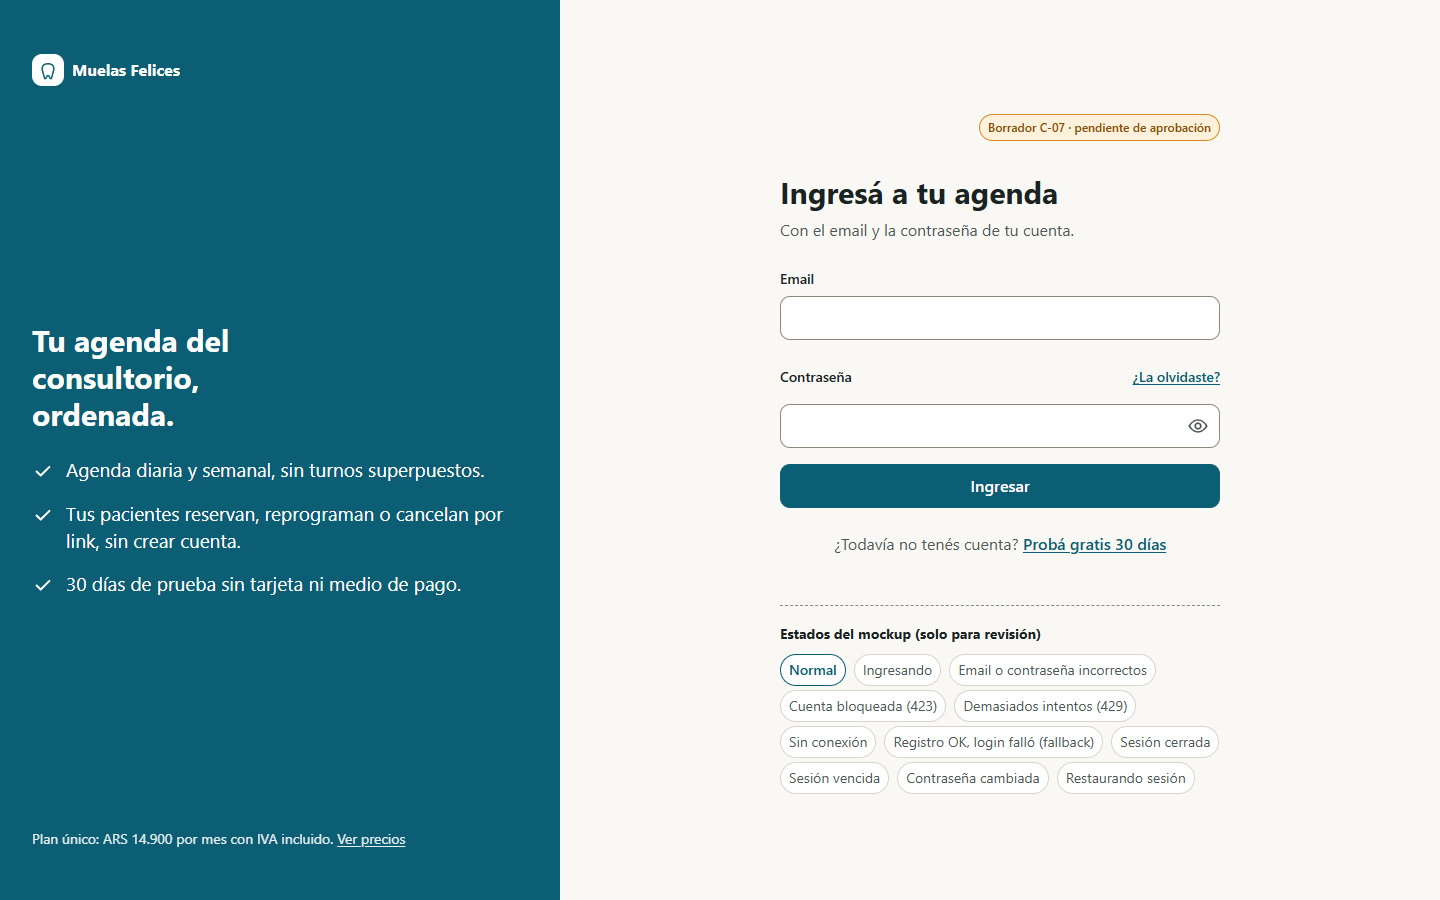 Muelas Felices
Tu agenda del
consultorio,
ordenada.
Agenda diaria y semanal, sin turnos superpuestos.
Tus pacientes reservan, reprograman o cancelan por
link, sin crear cuenta.
30 días de prueba sin tarjeta ni medio de pago.
Plan único: ARS 14.900 por mes con IVA incluido. Ver precios
Borrador C-07 · pendiente de aprobación
Ingresá a tu agenda
Con el email y la contraseña de tu cuenta.
Email
Contraseña ¿La olvidaste?
Ingresar
¿Todavía no tenés cuenta? Probá gratis 30 días
Estados del mockup (solo para revisión)
Normal Ingresando Email o contraseña incorrectos
Cuenta bloqueada (423) Demasiados intentos (429)
Sin conexión Registro OK, login falló (fallback) Sesión cerrada
Sesión vencida Contraseña cambiada Restaurando sesión